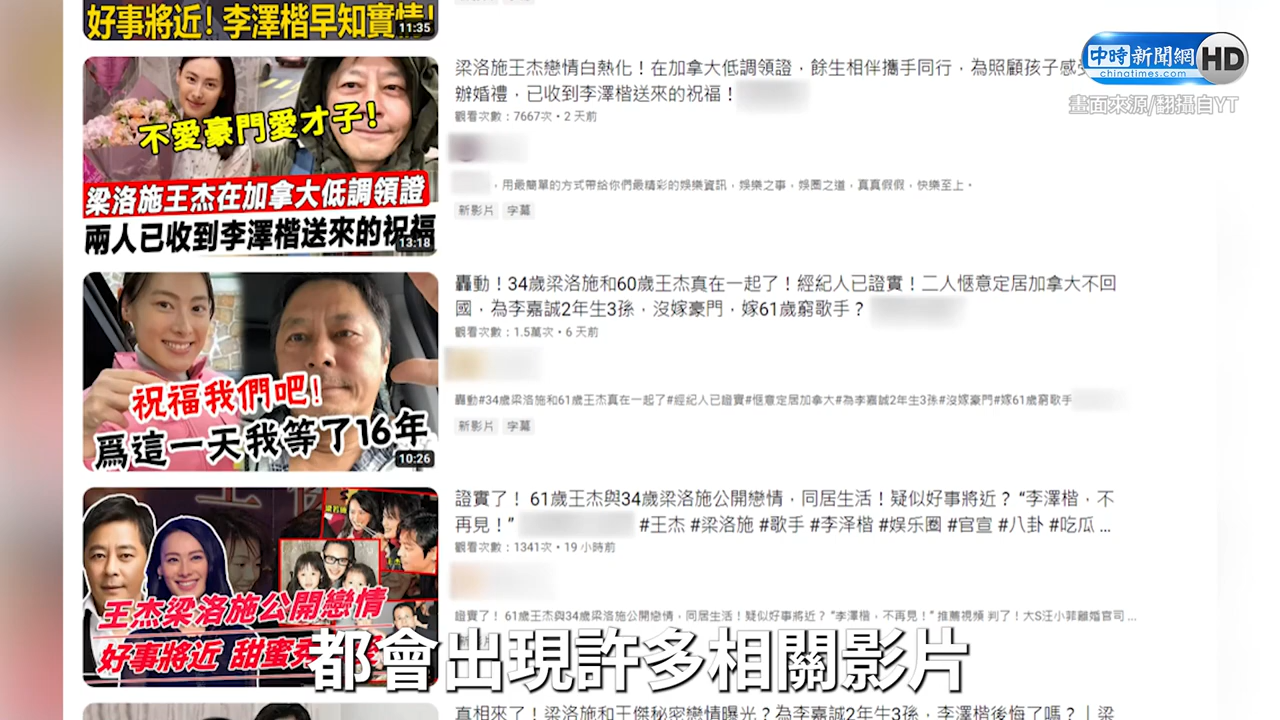 好事將近！李澤楷早知實情！
11:35
中時新聞網 HD
chinatimes.com
畫面來源/翻攝自YT
不愛豪門愛才子！
梁洛施王杰在加拿大低調領證
兩人已收到李澤楷送來的祝福
13:18
梁洛施王杰戀情白熱化！在加拿大低調領證，餘生相伴攜手同行，為照顧孩子感
辦婚禮，已收到李澤楷送來的祝福！
觀看次數：7667次・2 天前
，用最簡單的方式帶給你們最精彩的娛樂資訊，娛樂之事，娛圈之道，真真假假，快樂至上。
新影片 字幕
祝福我們吧！
爲這一天我等了16年
10:26
轟動！34歲梁洛施和60歲王杰真在一起了！經紀人已證實！二人愜意定居加拿大不回
國，為李嘉誠2年生3孫，沒嫁豪門，嫁61歲窮歌手？
觀看次數：1.5萬次・6 天前
轟動#34歲梁洛施和61歲王杰真在一起了#經紀人已證實#愜意定居加拿大#為李嘉誠2年生3孫#沒嫁豪門#嫁61歲窮歌手
新影片 字幕
王杰梁洛施公開戀情
好事將近 甜蜜
證實了！ 61歲王杰與34歲梁洛施公開戀情，同居生活！疑似好事將近？ “李澤楷，不
再見！” #王杰 #梁洛施 #歌手 #李泽楷 #娱乐圈 #官宣 #八卦 #吃瓜 ...
觀看次數：1341次・19 小時前
證實了！ 61歲王杰與34歲梁洛施公開戀情，同居生活！疑似好事將近？ “李澤楷，不再見！” 推薦視頻 判了！大S汪小菲離婚官司 ...
都會出現許多相關影片
真相來了！梁洛施和王傑秘密戀情曝光？為李嘉誠2年生3孫，李澤楷後悔了嗎？｜梁